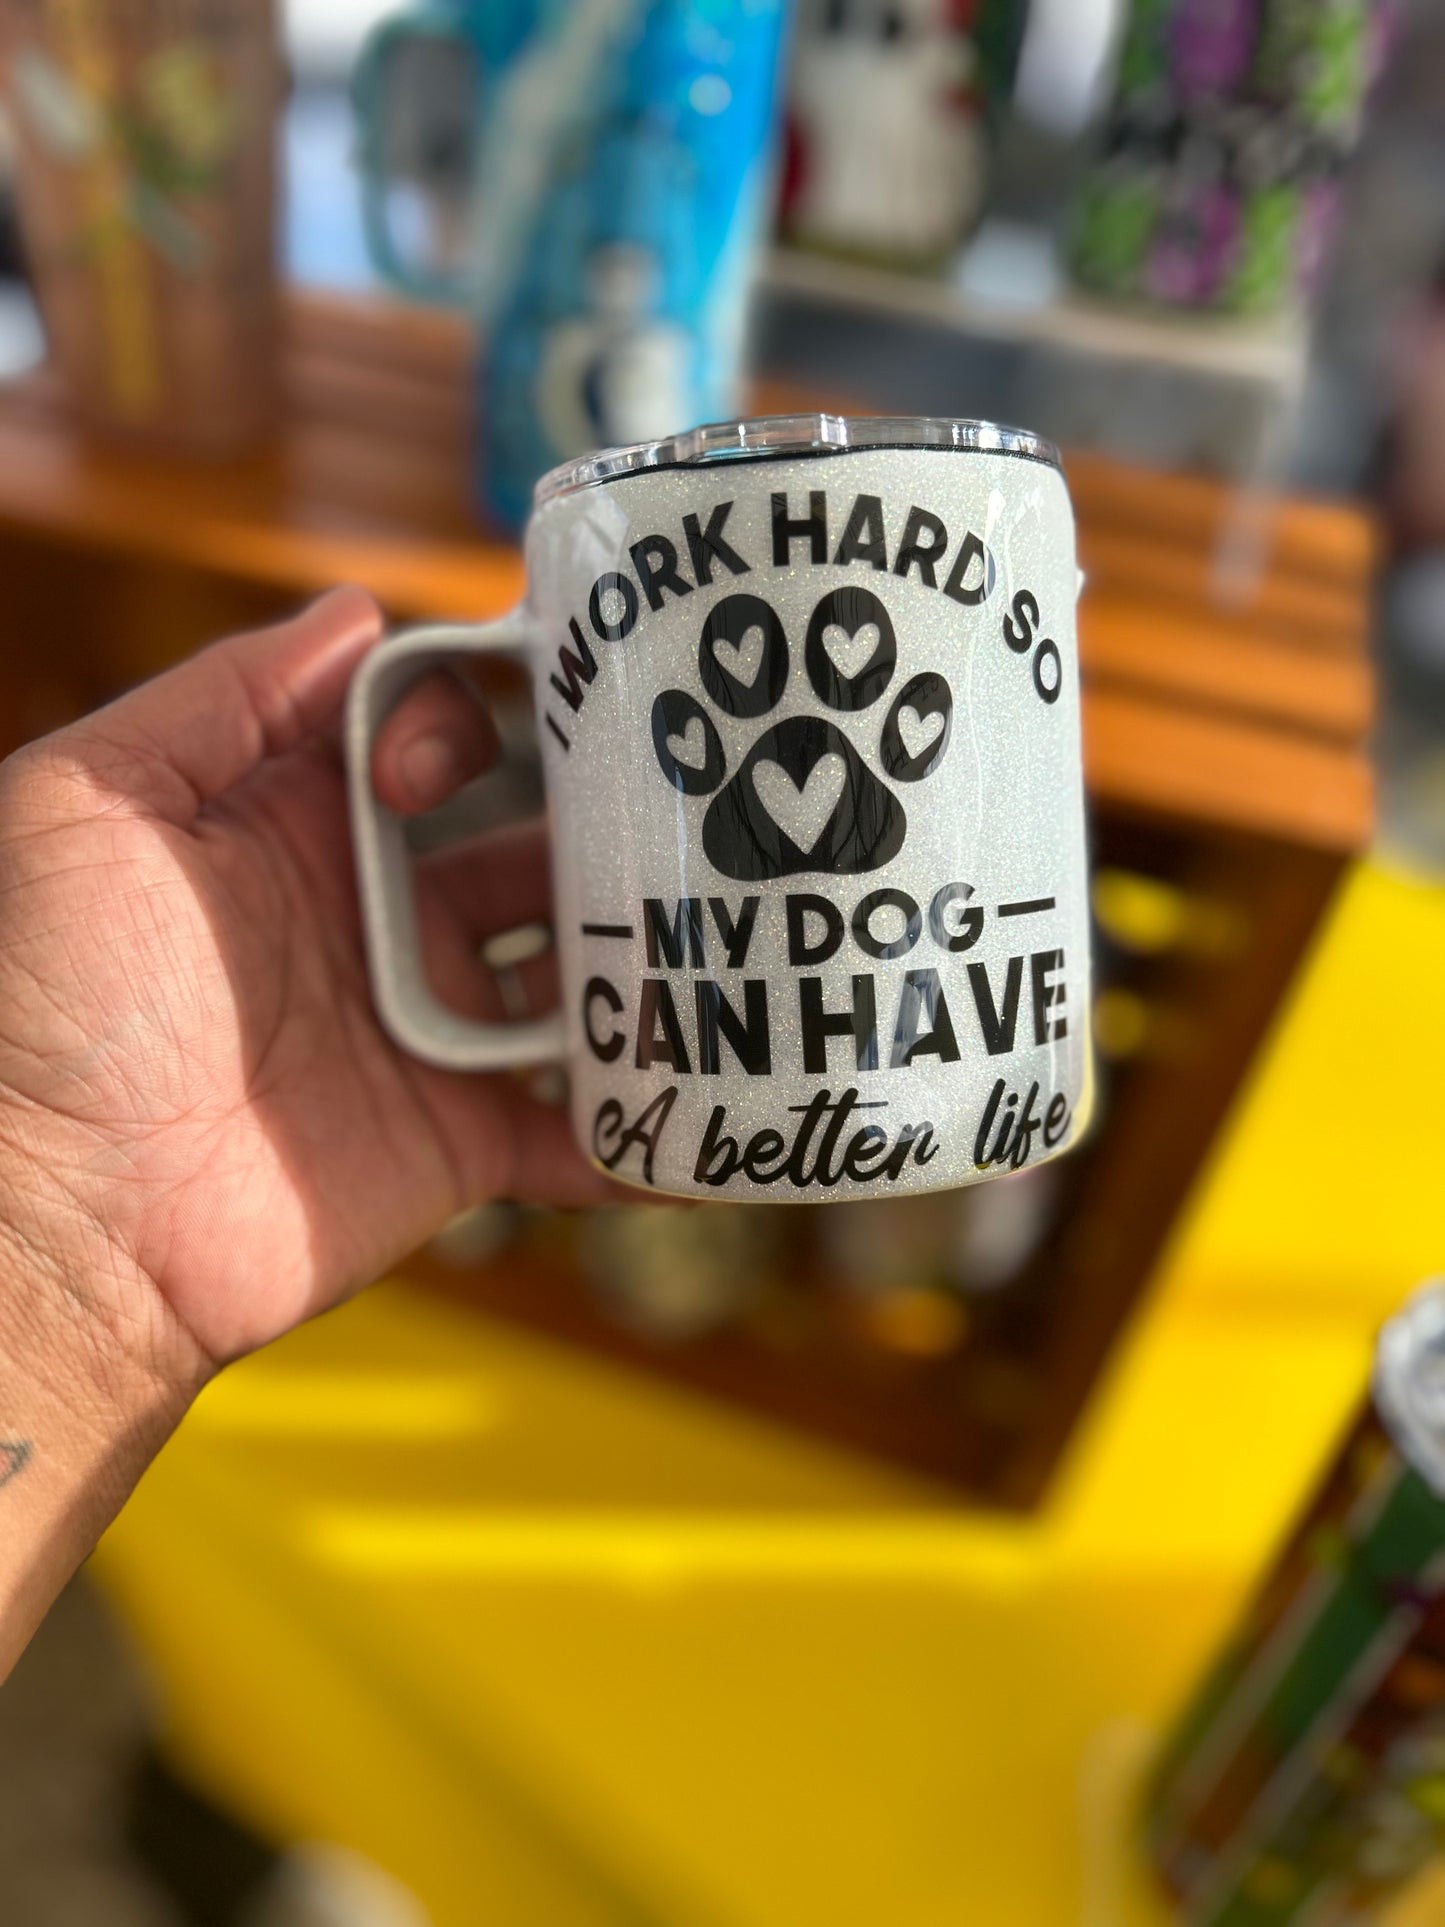 I WORK HARD SO
MY DOG
CAN HAVE
A better life